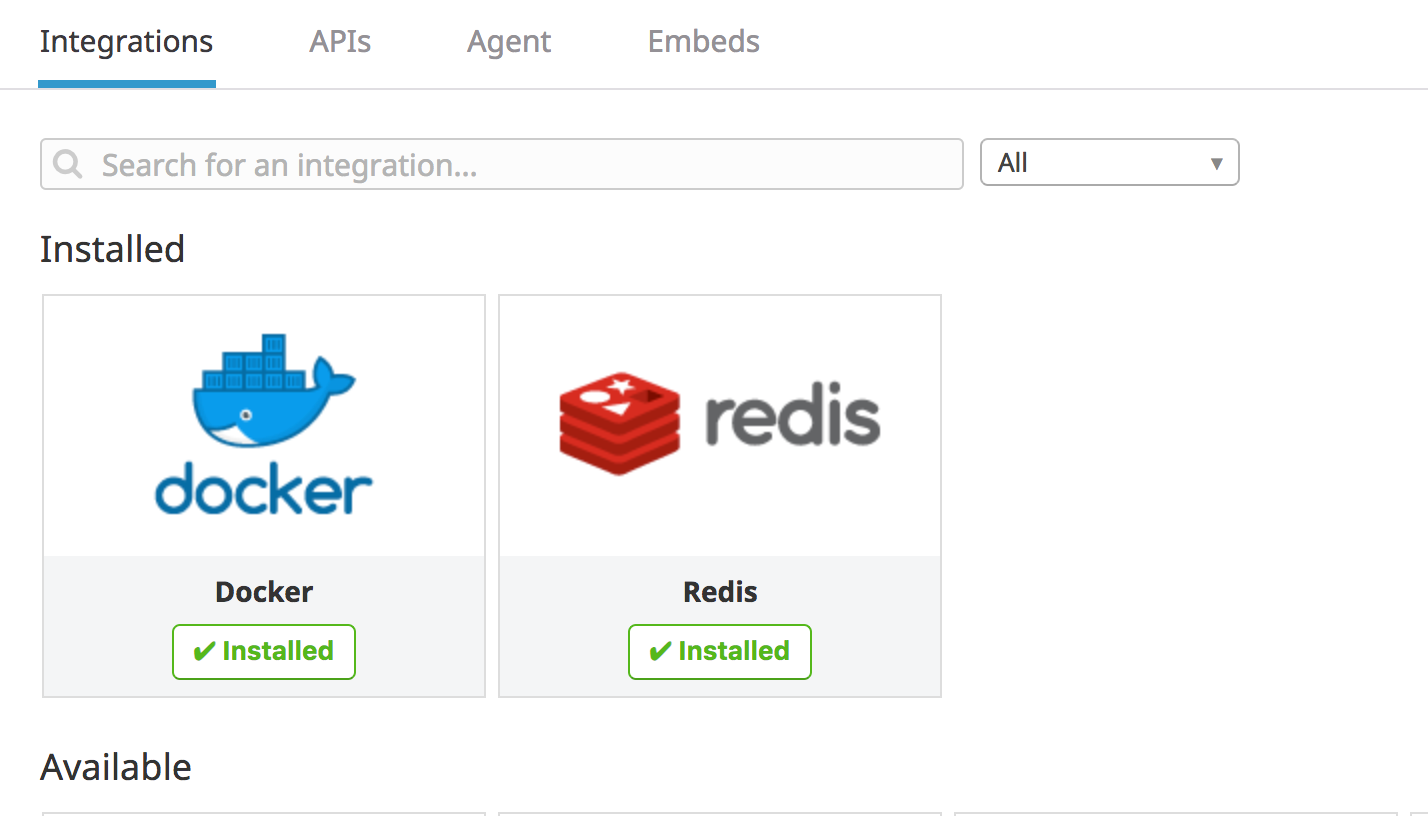 Integrations APIs Agent Embeds
Search for an integration...
All
Installed
docker
redis
Docker
✔ Installed
Redis
✔ Installed
Available